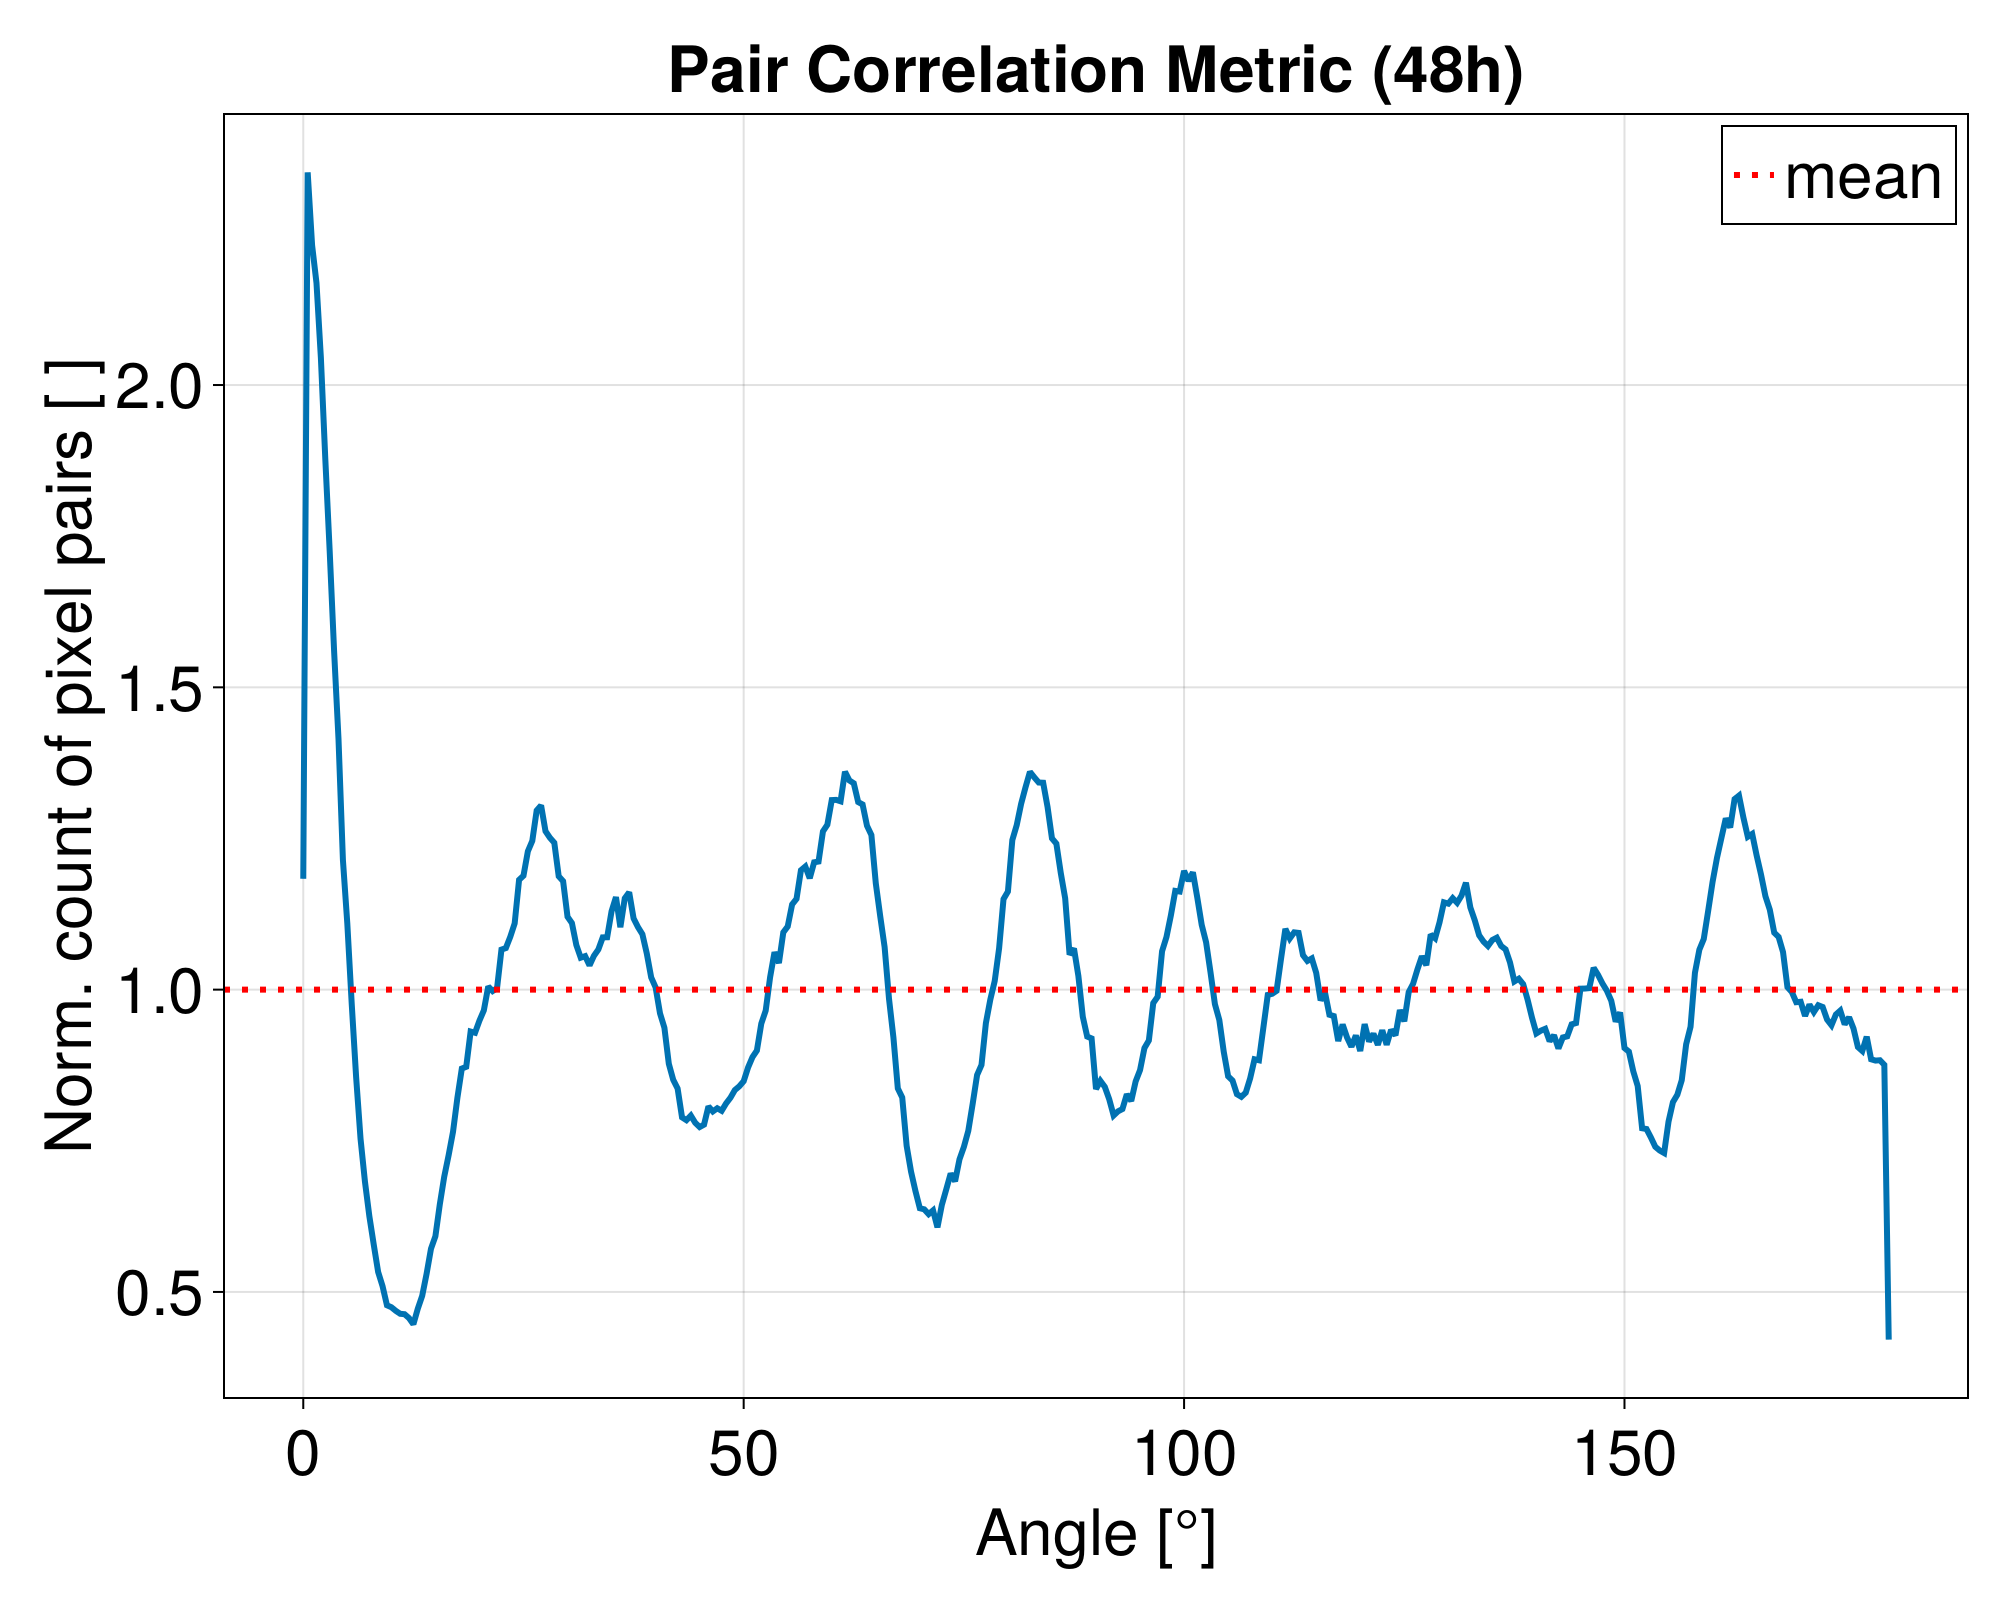 Pair Correlation Metric (48h)
mean
Norm. count of pixel pairs [ ]
2.0
1.5
1.0
0.5
0
50
100
150
Angle [°]